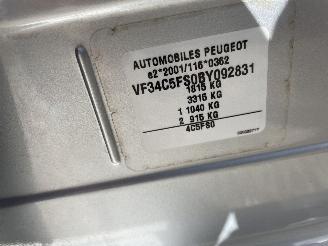 AUTOMOBILES PEUGEOT
e2*2001/116*0362
VF34C5FS0BY092831
1815 KG
3315 KG
1 1040 KG
2 915 KG
4C5FS0